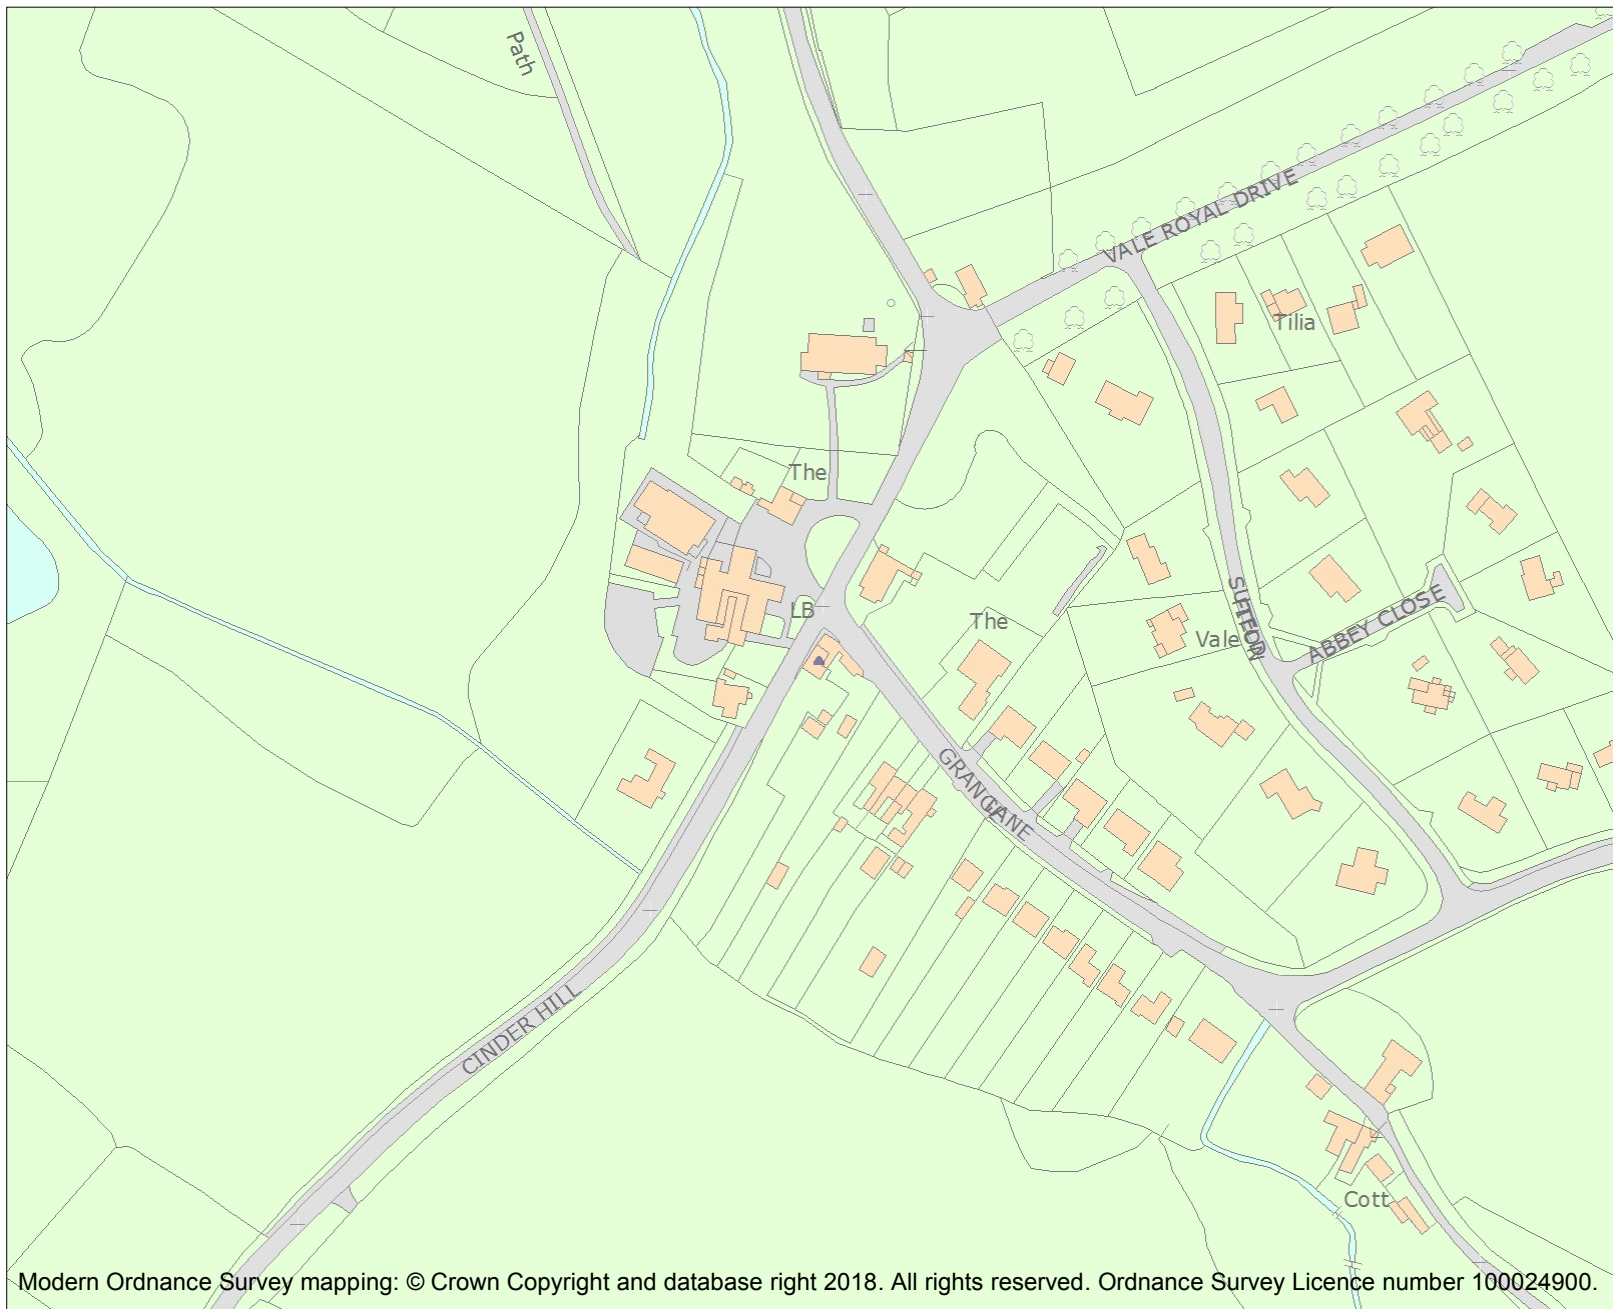 Path
VALE ROYAL DRIVE
Tilia
The
LB
The
SUTTON
FIELD
Vale
ABBEY CLOSE
GRANGE
LANE
CINDER HILL
Cott
Modern Ordnance Survey mapping: © Crown Copyright and database right 2018. All rights reserved. Ordnance Survey Licence number 100024900.